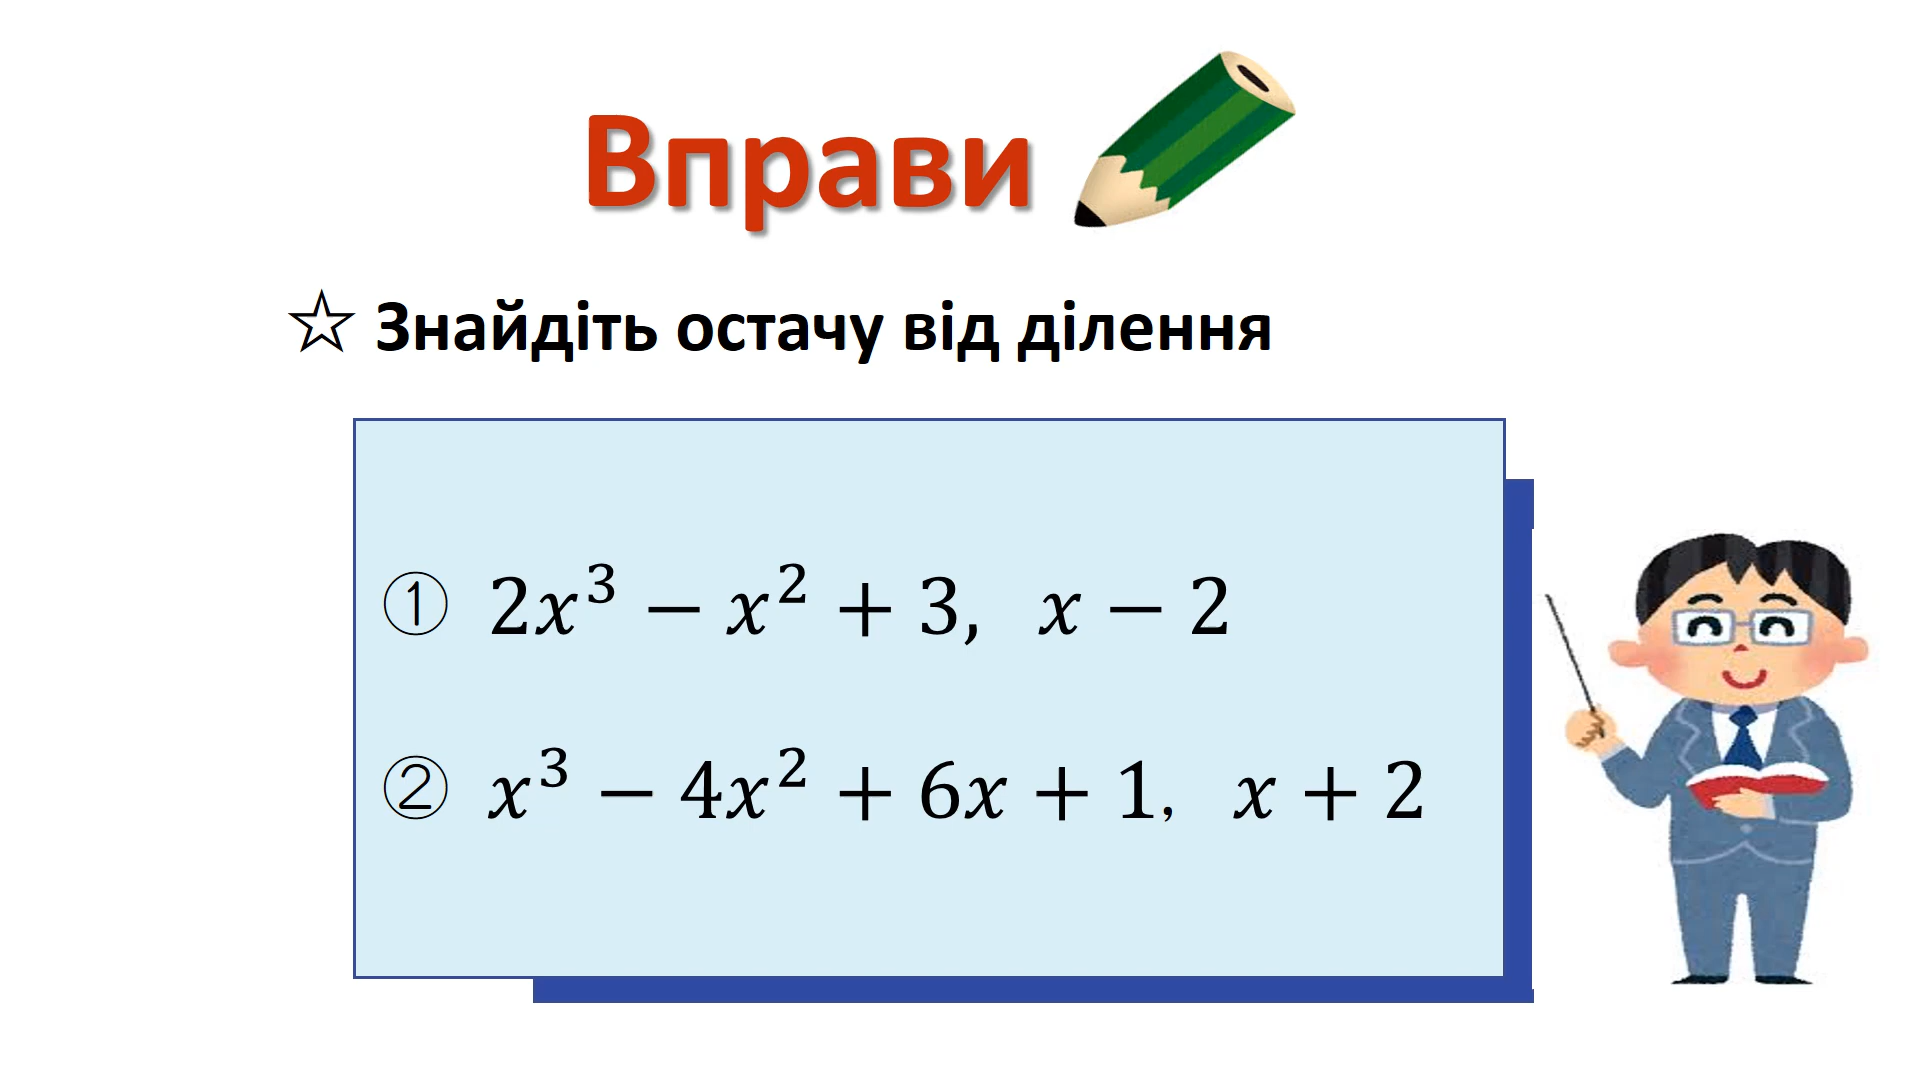 Вправи
☆ Знайдіть остачу від ділення
① 2x³ − x² + 3, x − 2
② x³ − 4x² + 6x + 1, x + 2